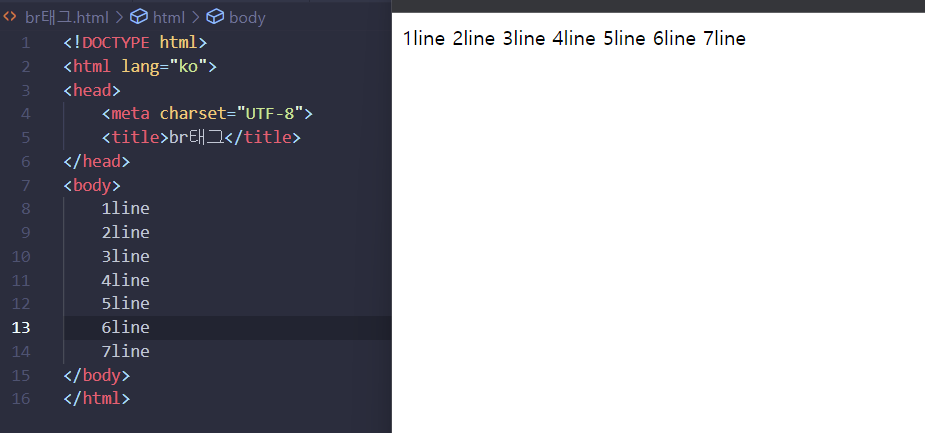 br태그.html > html > body
1 <!DOCTYPE html>
2 <html lang="ko">
3 <head>
4 <meta charset="UTF-8">
5 <title>br태그</title>
6 </head>
7 <body>
8 1line
9 2line
10 3line
11 4line
12 5line
13 6line
14 7line
15 </body>
16 </html>
1line 2line 3line 4line 5line 6line 7line